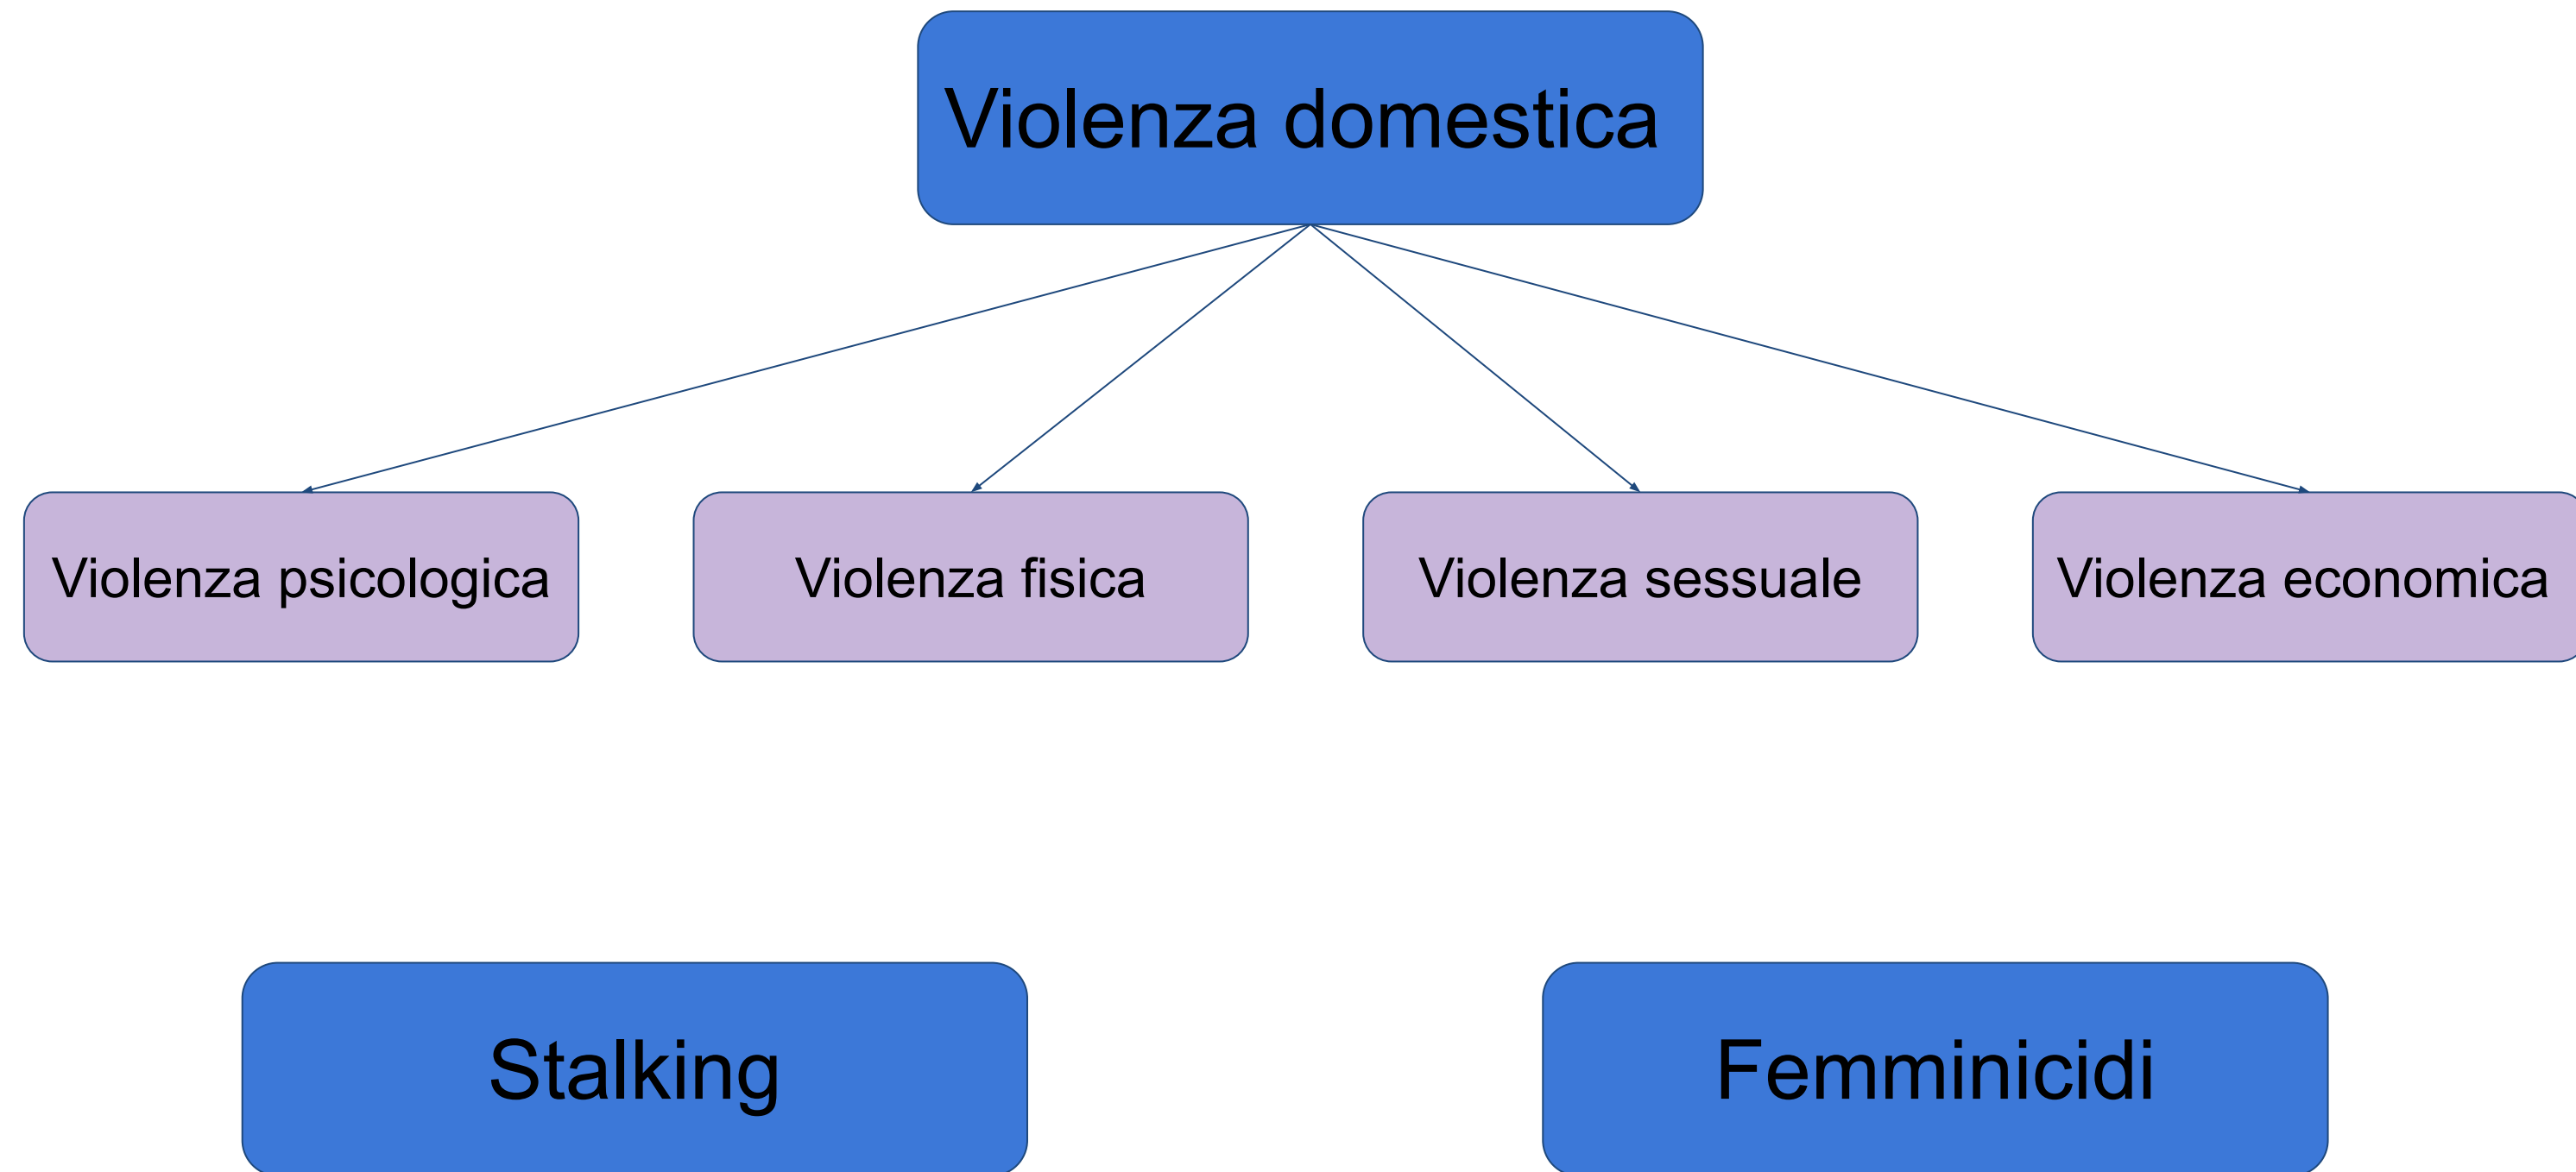 Violenza domestica
Violenza psicologica
Violenza fisica
Violenza sessuale
Violenza economica
Stalking
Femminicidi